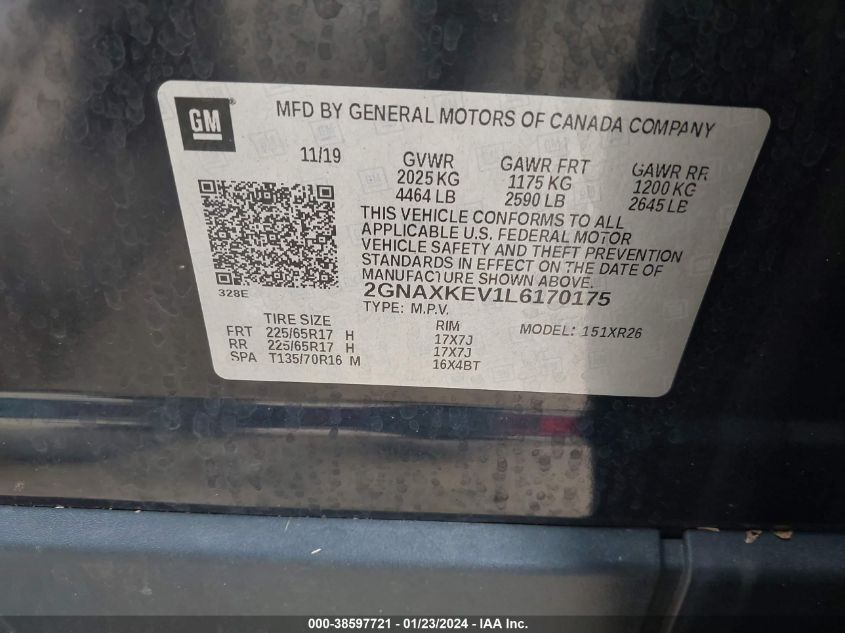 GM
MFD BY GENERAL MOTORS OF CANADA COMPANY
11/19 GVWR GAWR FRT GAWR RR
2025 KG 1175 KG 1200 KG
4464 LB 2590 LB 2645 LB
THIS VEHICLE CONFORMS TO ALL
APPLICABLE U.S. FEDERAL MOTOR
VEHICLE SAFETY AND THEFT PREVENTION
STANDARDS IN EFFECT ON THE DATE OF
MANUFACTURE SHOWN ABOVE.
328E
2GNAXKEV1L6170175
TYPE: M.P.V.
TIRE SIZE RIM MODEL: 151XR26
FRT 225/65R17 H 17X7J
RR 225/65R17 H 17X7J
SPA T135/70R16 M 16X4BT
000-38597721 - 01/23/2024 - IAA Inc.